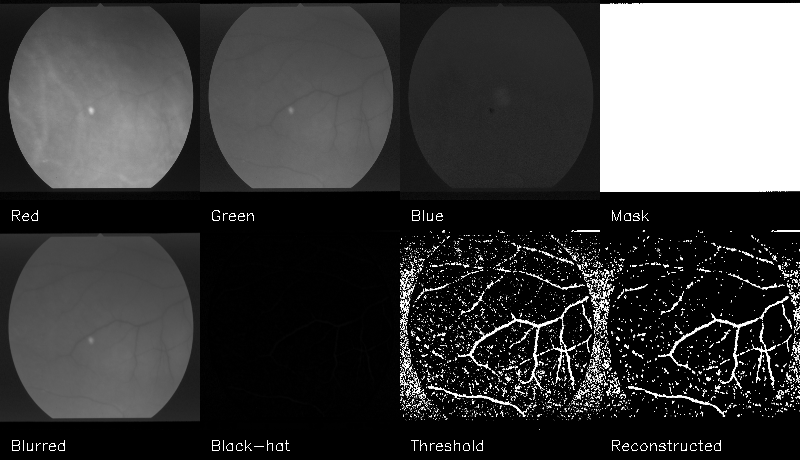 Red
Green
Blue
Mask
Blurred
Black-hat
Threshold
Reconstructed